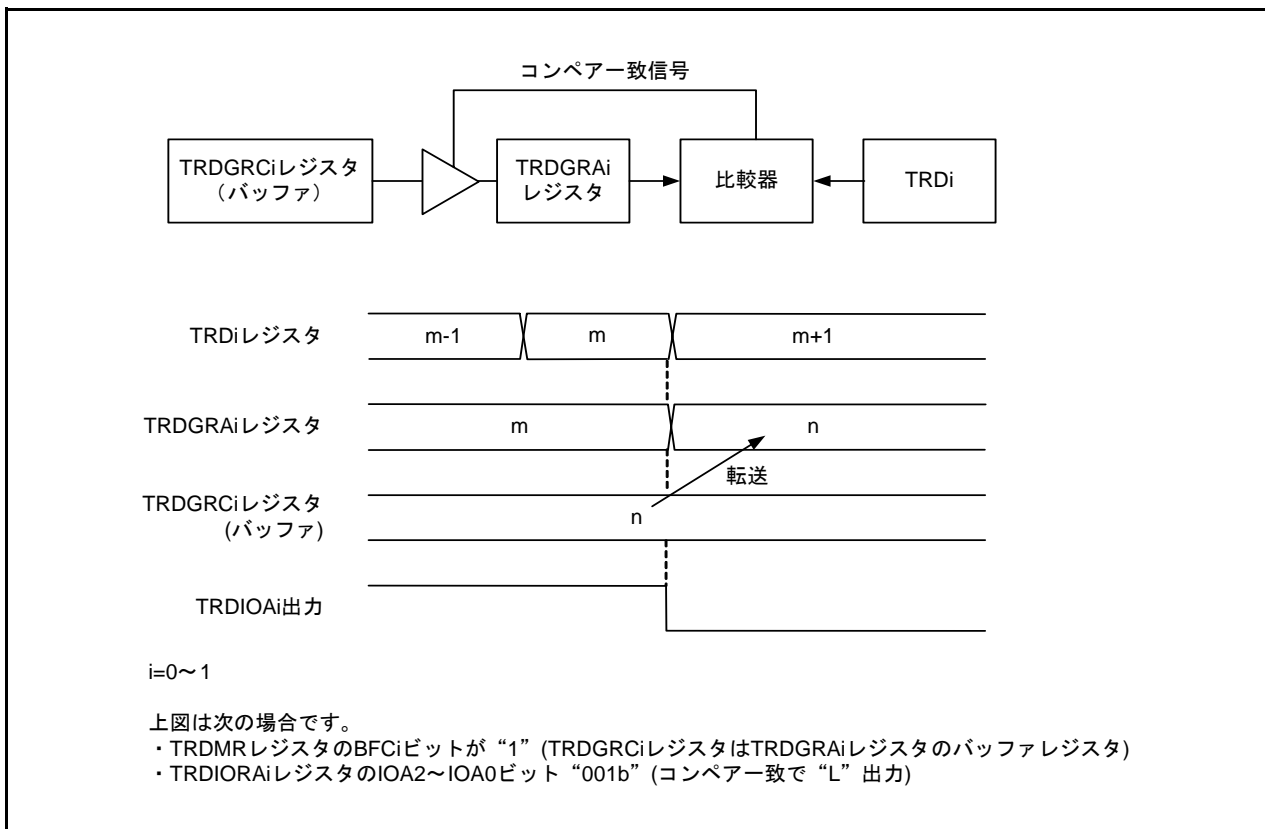 コンペアー致信号
TRDGRCiレジスタ
（バッファ）
TRDGRAi
レジスタ
比較器
TRDi
TRDiレジスタ
m-1
m
m+1
TRDGRAiレジスタ
m
n
転送
TRDGRCiレジスタ
(バッファ)
n
TRDIOAi出力
i=0～1
上図は次の場合です。
・TRDMRレジスタのBFCiビットが“1”(TRDGRCiレジスタはTRDGRAiレジスタのバッファレジスタ)
・TRDIORAiレジスタのIOA2～IOA0ビット“001b”(コンペア一致で“L”出力)